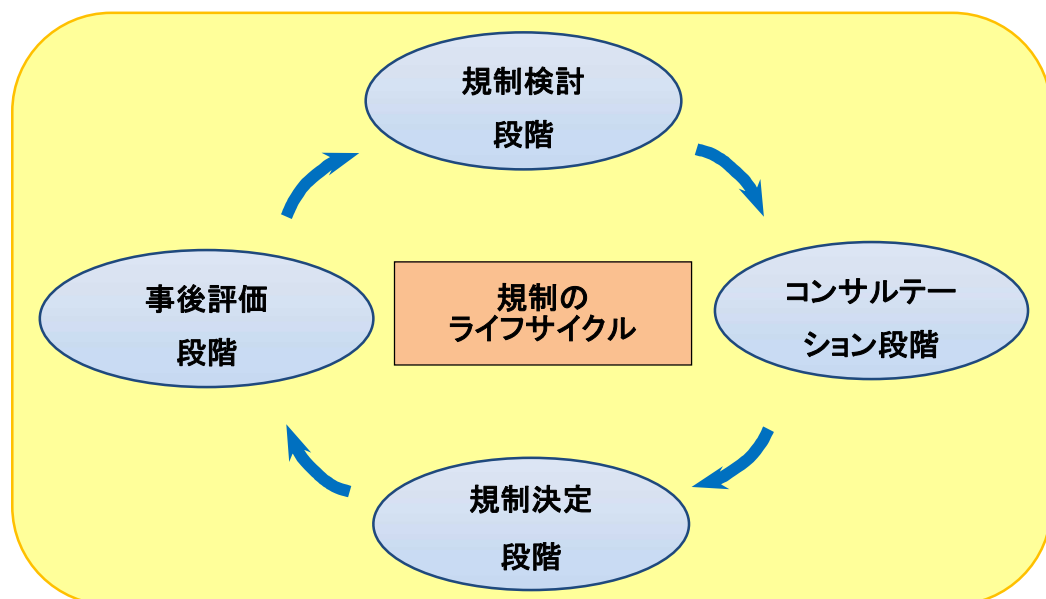 規制検討
段階
コンサルテー
ション段階
規制の
ライフサイクル
事後評価
段階
規制決定
段階